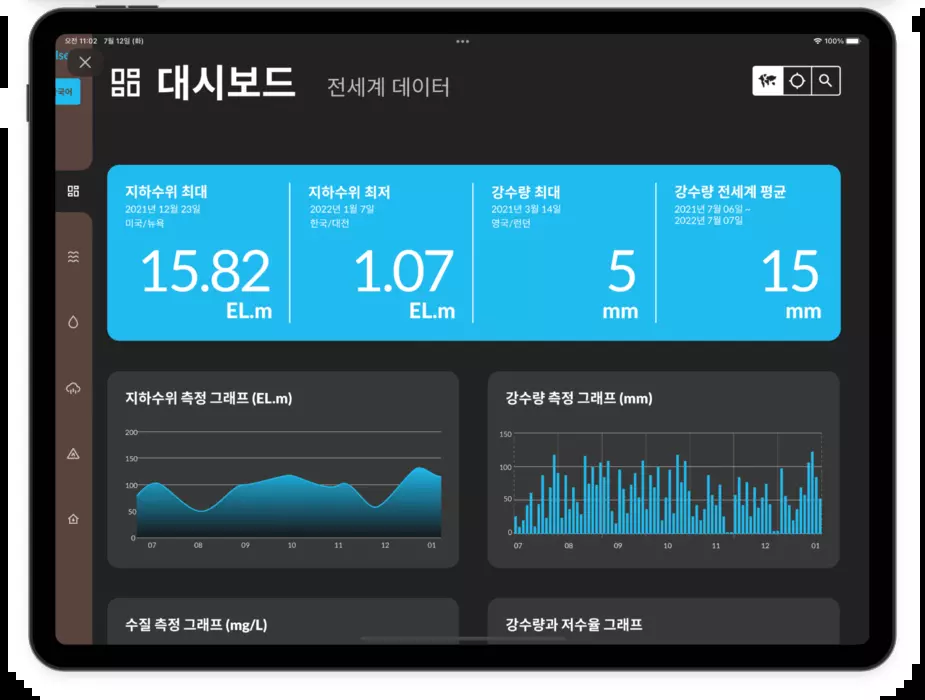 오전 11:02 7월 12일 (화)
100%
대시보드
전세계 데이터
지하수위 최대
2021년 12월 23일
미국/뉴욕
15.82
EL.m
지하수위 최저
2022년 1월 7일
한국/대전
1.07
EL.m
강수량 최대
2021년 3월 14일
영국/런던
5
mm
강수량 전세계 평균
2021년 7월 06일 ~
2022년 7월 07일
15
mm
지하수위 측정 그래프 (EL.m)
200
150
100
50
0
07 08 09 10 11 12 01
강수량 측정 그래프 (mm)
150
100
50
0
07 08 09 10 11 12 01
수질 측정 그래프 (mg/L)
강수량과 저수율 그래프